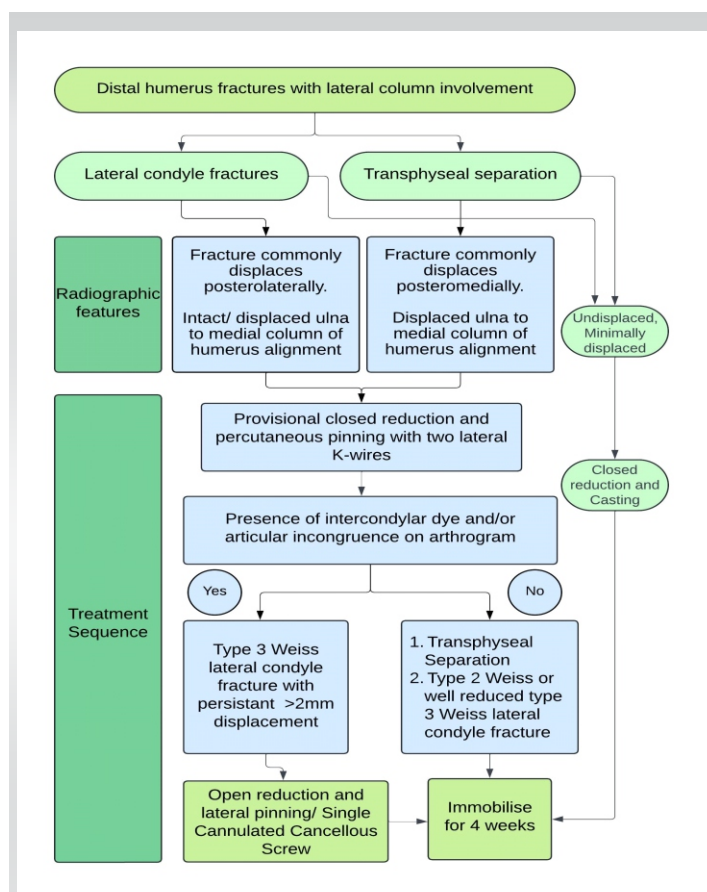 Distal humerus fractures with lateral column involvement
Lateral condyle fractures
Transphyseal separation
Radiographic
features
Fracture commonly
displaces
posterolaterally.
Intact/ displaced ulna
to medial column of
humerus alignment
Fracture commonly
displaces
posteromedially.
Displaced ulna to
medial column of
humerus alignment
Undisplaced,
Minimally
displaced
Treatment
Sequence
Provisional closed reduction and
percutaneous pinning with two lateral
K-wires
Closed
reduction and
Casting
Presence of intercondylar dye and/or
articular incongruence on arthrogram
Yes
No
Type 3 Weiss
lateral condyle
fracture with
persistant >2mm
displacement
1. Transphyseal
Separation
2. Type 2 Weiss or
well reduced type
3 Weiss lateral
condyle fracture
Open reduction and
lateral pinning/ Single
Cannulated Cancellous
Screw
Immobilise
for 4 weeks